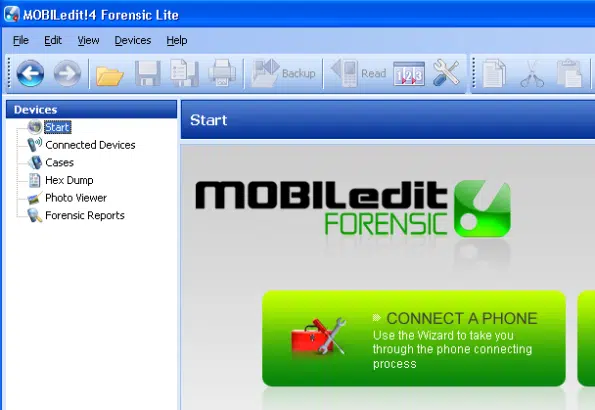 MOBILedit!4 Forensic Lite
File Edit View Devices Help
Backup Read 123
Devices
Start
Start
Connected Devices
Cases
Hex Dump
Photo Viewer
Forensic Reports
MOBILedit
FORENSIC
CONNECT A PHONE
Use the Wizard to take you
through the phone connecting
process